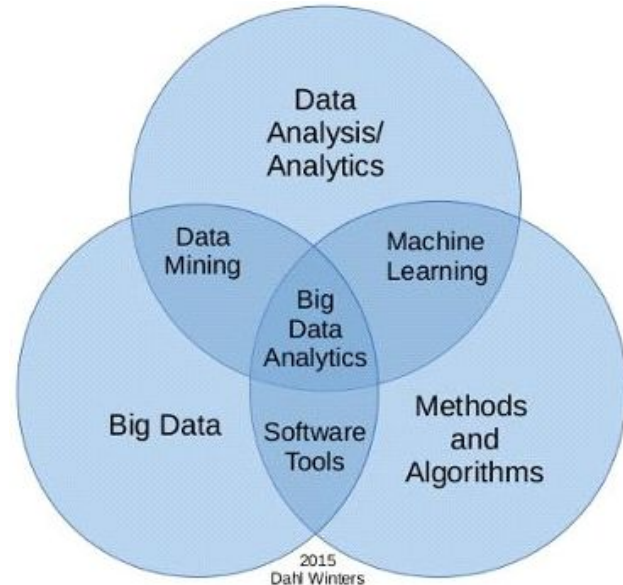 Data
Analysis/
Analytics
Data
Mining
Machine
Learning
Big
Data
Analytics
Big Data
Software
Tools
Methods
and
Algorithms
2015
Dahl Winters